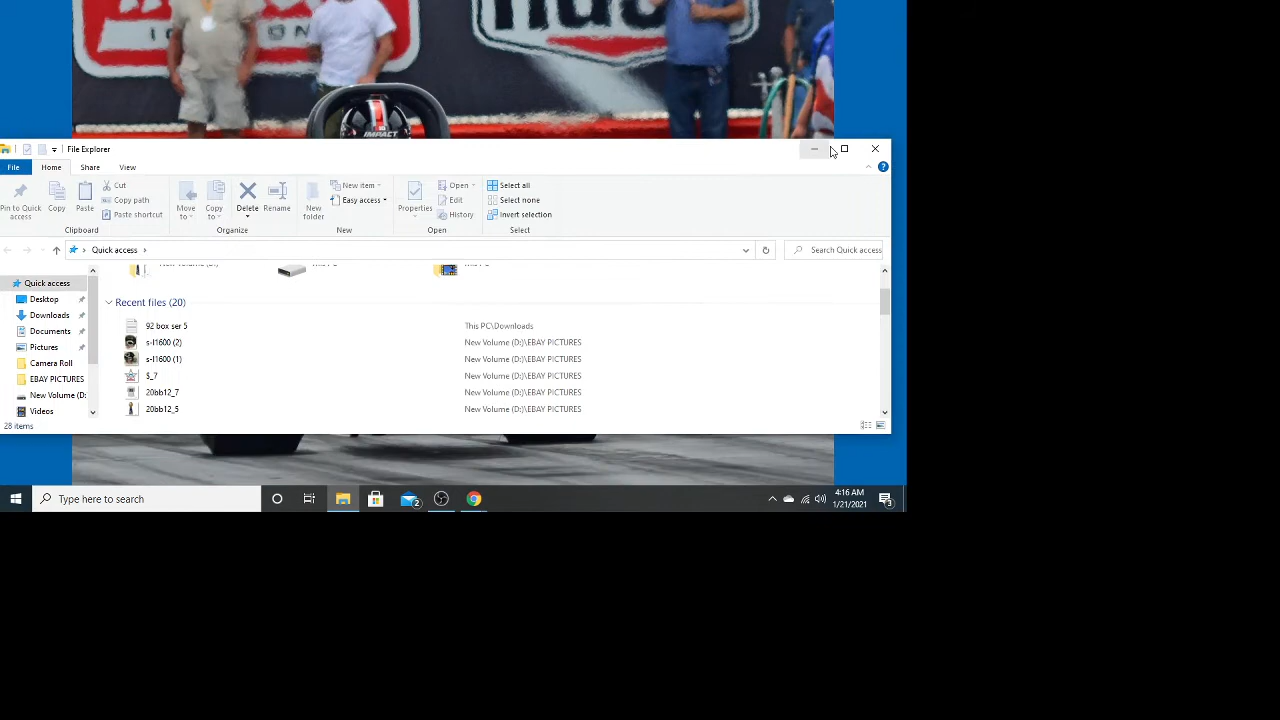 IGNITION
IMPACT
File Explorer
File Home Share View
Pin to Quick access
Copy
Paste
Cut
Copy path
Paste shortcut
Clipboard
Move to
Copy to
Delete
Rename
Organize
New folder
New item
Easy access
New
Properties
Open
Edit
History
Open
Select all
Select none
Invert selection
Select
Quick access
Search Quick access
Quick access
Desktop
Downloads
Documents
Pictures
Camera Roll
EBAY PICTURES
New Volume (D:
Videos
Recent files (20)
92 box ser 5 This PC\Downloads
s-l1600 (2) New Volume (D:)\EBAY PICTURES
s-l1600 (1) New Volume (D:)\EBAY PICTURES
$_7 New Volume (D:)\EBAY PICTURES
20bb12_7 New Volume (D:)\EBAY PICTURES
20bb12_5 New Volume (D:)\EBAY PICTURES
28 items
Type here to search
2
4:16 AM
1/21/2021
3